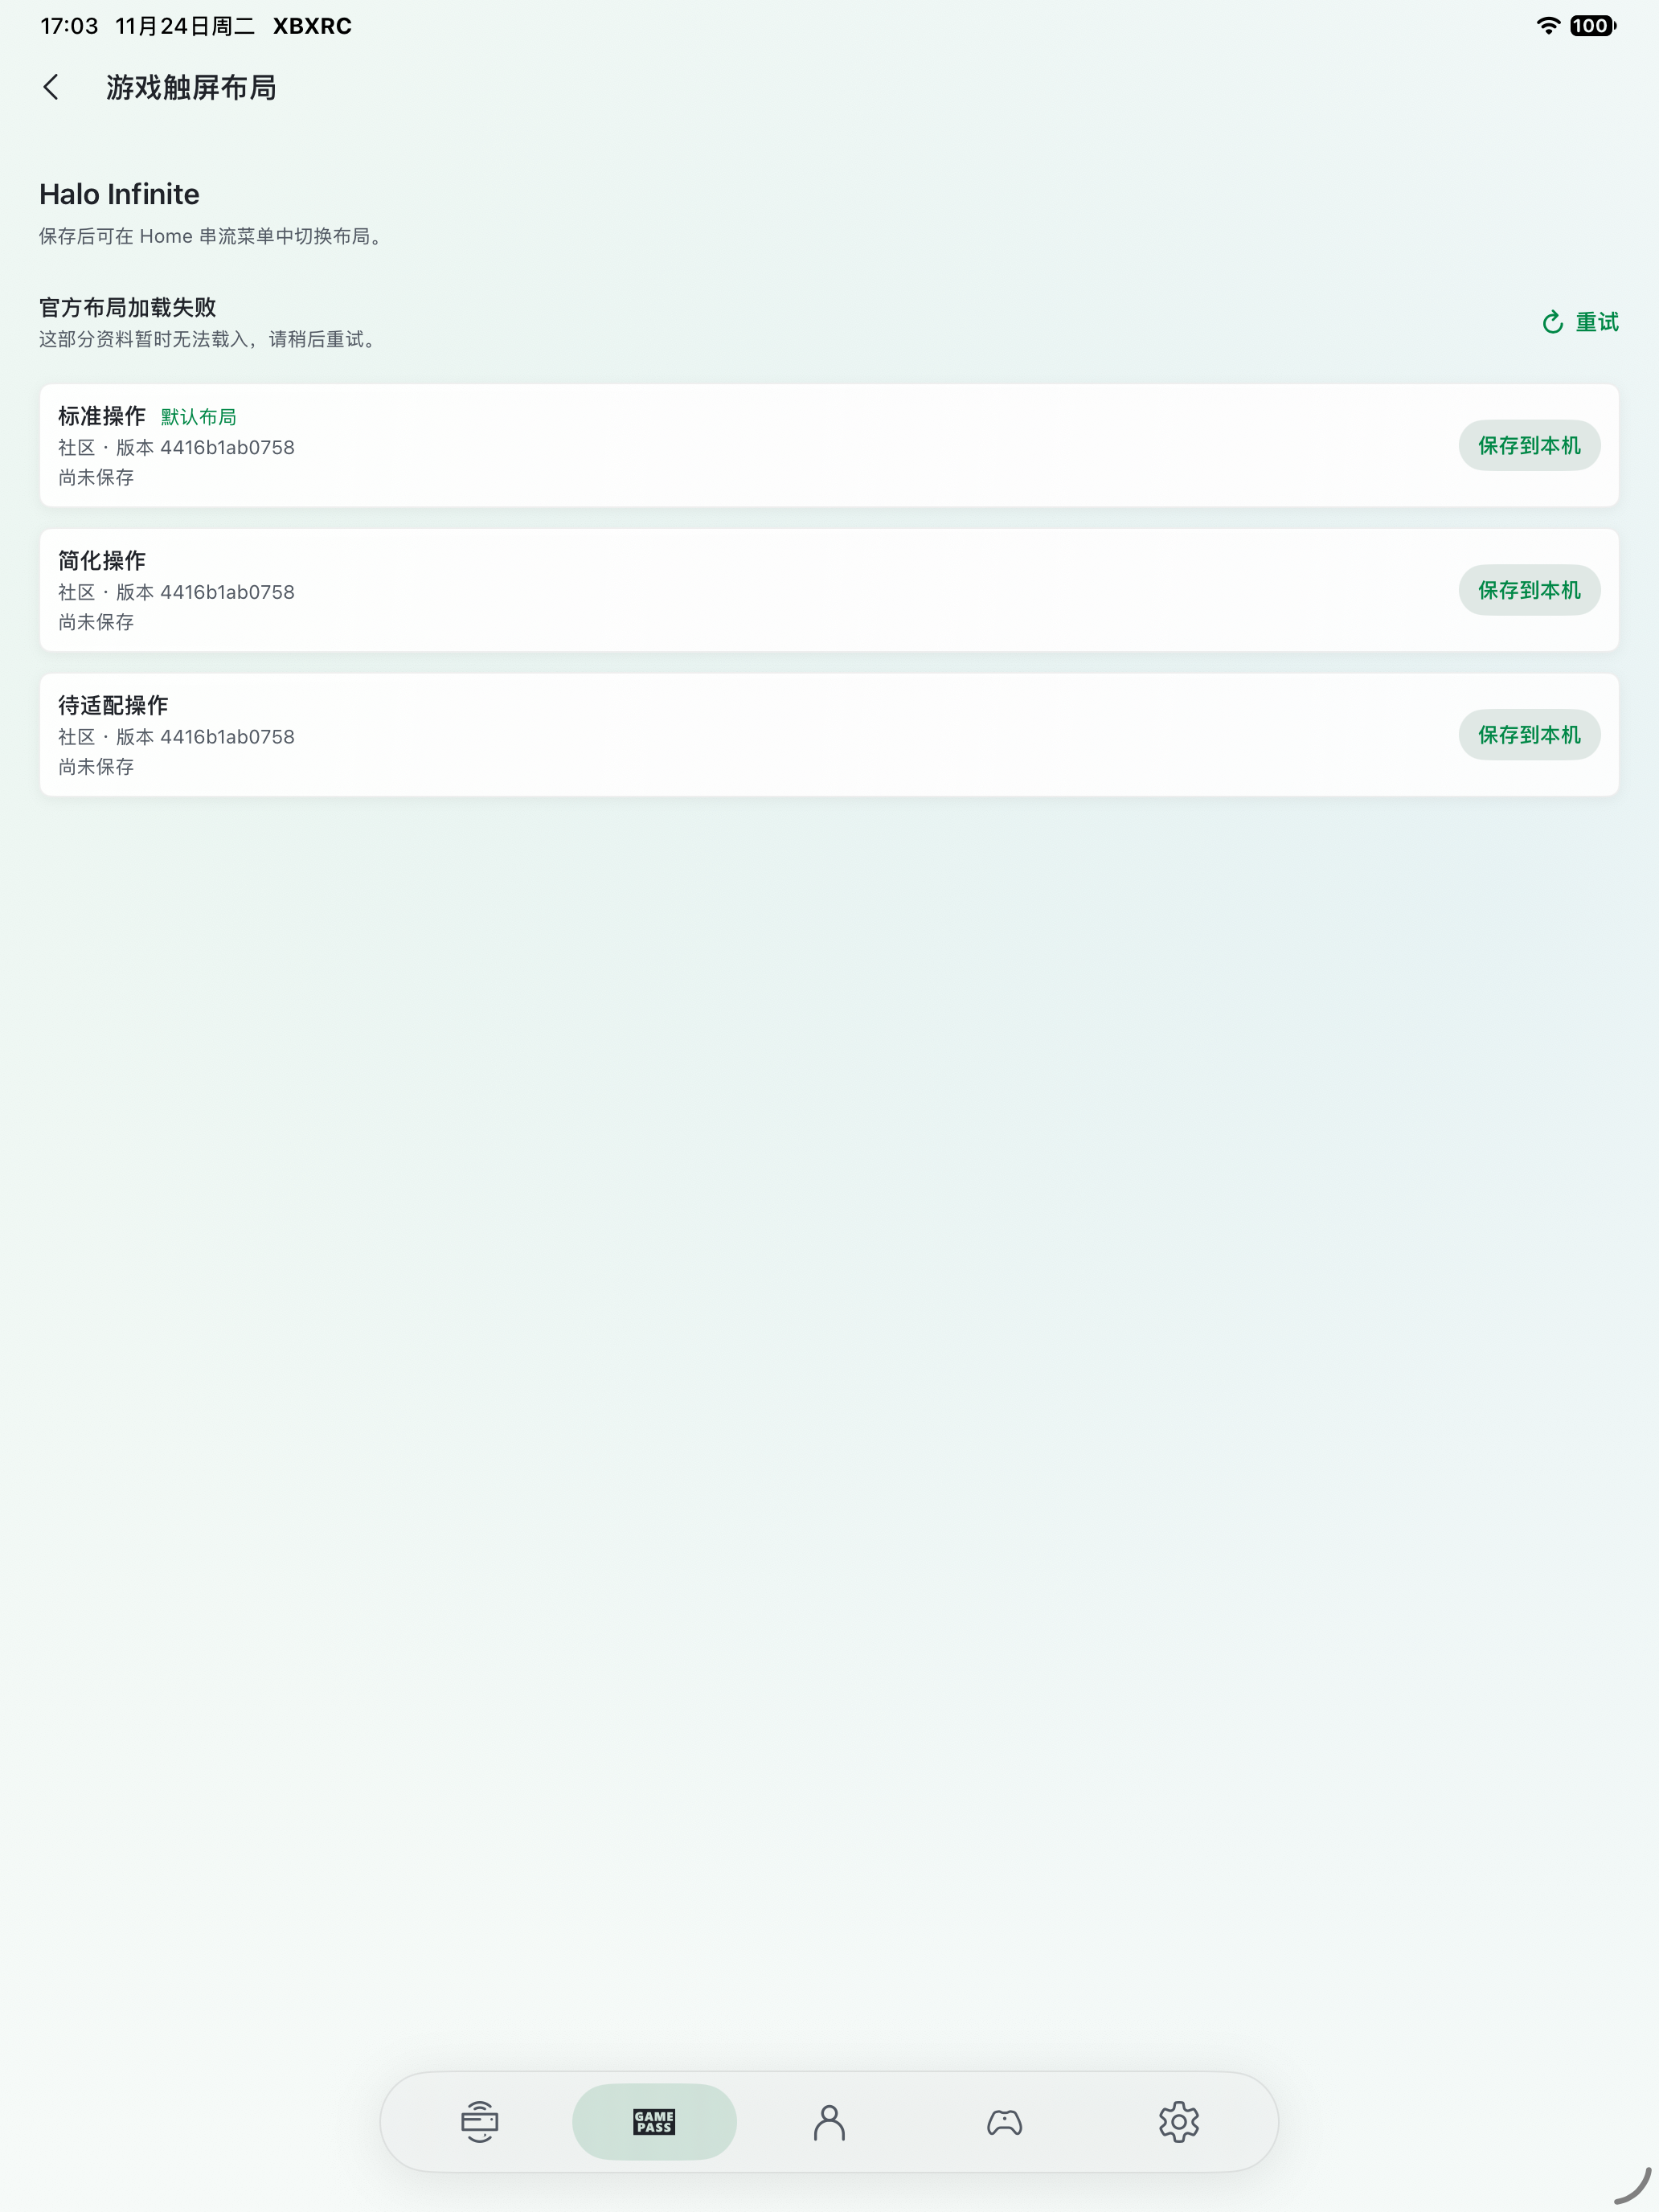 17:03 11月24日周二 XBXRC 100
游戏触屏布局
Halo Infinite
保存后可在 Home 串流菜单中切换布局。
官方布局加载失败
这部分资料暂时无法载入，请稍后重试。
重试
标准操作 默认布局
社区 · 版本 4416b1ab0758
尚未保存
保存到本机
简化操作
社区 · 版本 4416b1ab0758
尚未保存
保存到本机
待适配操作
社区 · 版本 4416b1ab0758
尚未保存
保存到本机
GAME
PASS